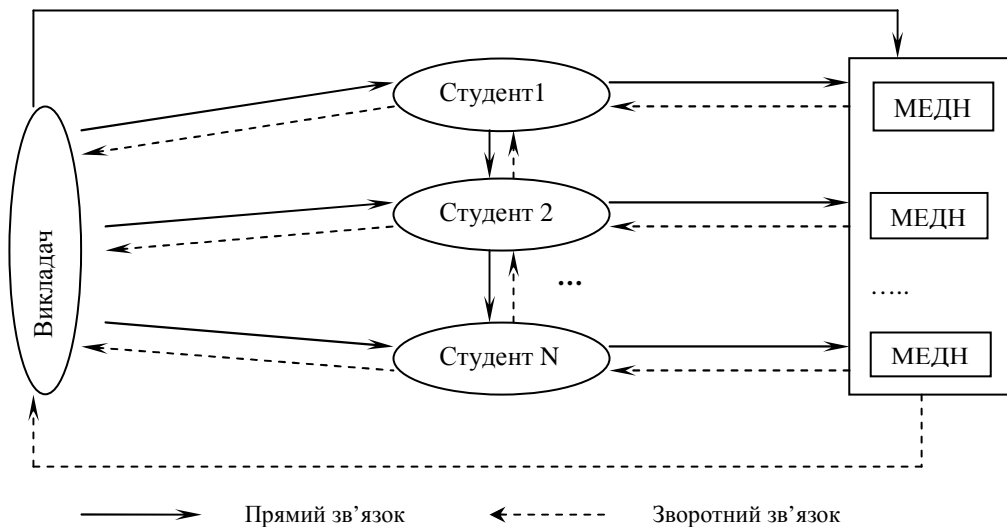 Студент1
МЕДН
Студент 2
МЕДН
Викладач
...
.....
Студент N
МЕДН
Прямий зв’язок
Зворотний зв’язок